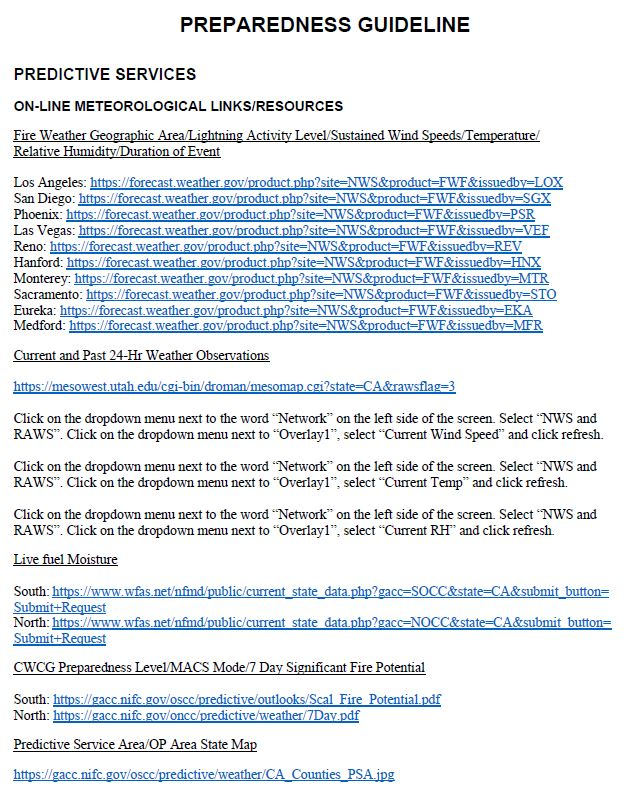 PREPAREDNESS GUIDELINE
PREDICTIVE SERVICES
ON-LINE METEOROLOGICAL LINKS/RESOURCES
Fire Weather Geographic Area/Lightning Activity Level/Sustained Wind Speeds/Temperature/
Relative Humidity/Duration of Event
Los Angeles: https://forecast.weather.gov/product.php?site=NWS&product=FWF&issuedby=LOX
San Diego: https://forecast.weather.gov/product.php?site=NWS&product=FWF&issuedby=SGX
Phoenix: https://forecast.weather.gov/product.php?site=NWS&product=FWF&issuedby=PSR
Las Vegas: https://forecast.weather.gov/product.php?site=NWS&product=FWF&issuedby=VEF
Reno: https://forecast.weather.gov/product.php?site=NWS&product=FWF&issuedby=REV
Hanford: https://forecast.weather.gov/product.php?site=NWS&product=FWF&issuedby=HNX
Monterey: https://forecast.weather.gov/product.php?site=NWS&product=FWF&issuedby=MTR
Sacramento: https://forecast.weather.gov/product.php?site=NWS&product=FWF&issuedby=STO
Eureka: https://forecast.weather.gov/product.php?site=NWS&product=FWF&issuedby=EKA
Medford: https://forecast.weather.gov/product.php?site=NWS&product=FWF&issuedby=MFR
Current and Past 24-Hr Weather Observations
https://mesowest.utah.edu/cgi-bin/droman/mesomap.cgi?state=CA&rawsflag=3
Click on the dropdown menu next to the word “Network” on the left side of the screen. Select “NWS and
RAWS”. Click on the dropdown menu next to “Overlay1”, select “Current Wind Speed” and click refresh.
Click on the dropdown menu next to the word “Network” on the left side of the screen. Select “NWS and
RAWS”. Click on the dropdown menu next to “Overlay1”, select “Current Temp” and click refresh.
Click on the dropdown menu next to the word “Network” on the left side of the screen. Select “NWS and
RAWS”. Click on the dropdown menu next to “Overlay1”, select “Current RH” and click refresh.
Live fuel Moisture
South: https://www.wfas.net/nfmd/public/current_state_data.php?gacc=SOCC&state=CA&submit_button=
Submit+Request
North: https://www.wfas.net/nfmd/public/current_state_data.php?gacc=NOCC&state=CA&submit_button=
Submit+Request
CWCG Preparedness Level/MACS Mode/7 Day Significant Fire Potential
South: https://gacc.nifc.gov/oscc/predictive/outlooks/Scal_Fire_Potential.pdf
North: https://gacc.nifc.gov/oncc/predictive/weather/7Day.pdf
Predictive Service Area/OP Area State Map
https://gacc.nifc.gov/oscc/predictive/weather/CA_Counties_PSA.jpg